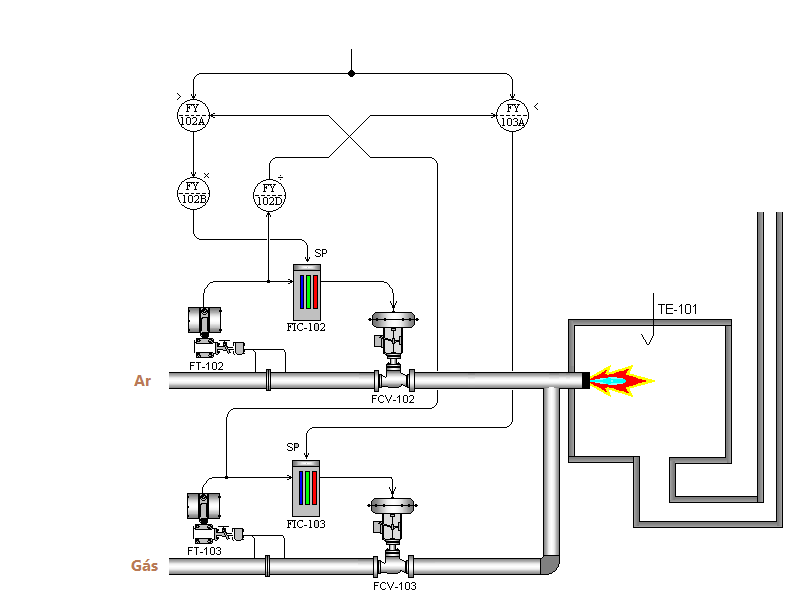 >
FY
102A
FY
103A
<
FY
102B
×
FY
102D
÷
SP
FIC-102
TE-101
FT-102
Ar
FCV-102
SP
FIC-103
FT-103
Gás
FCV-103